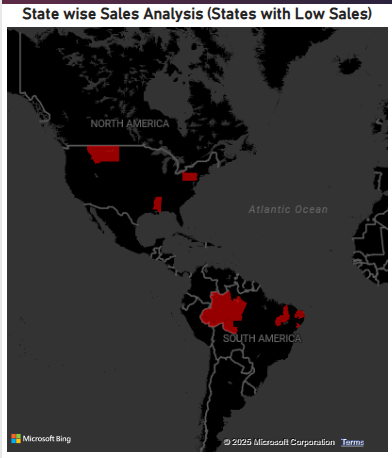 State wise Sales Analysis (States with Low Sales)
NORTH AMERICA
Atlantic Ocean
SOUTH AMERICA
Microsoft Bing
© 2025 Microsoft Corporation Terms